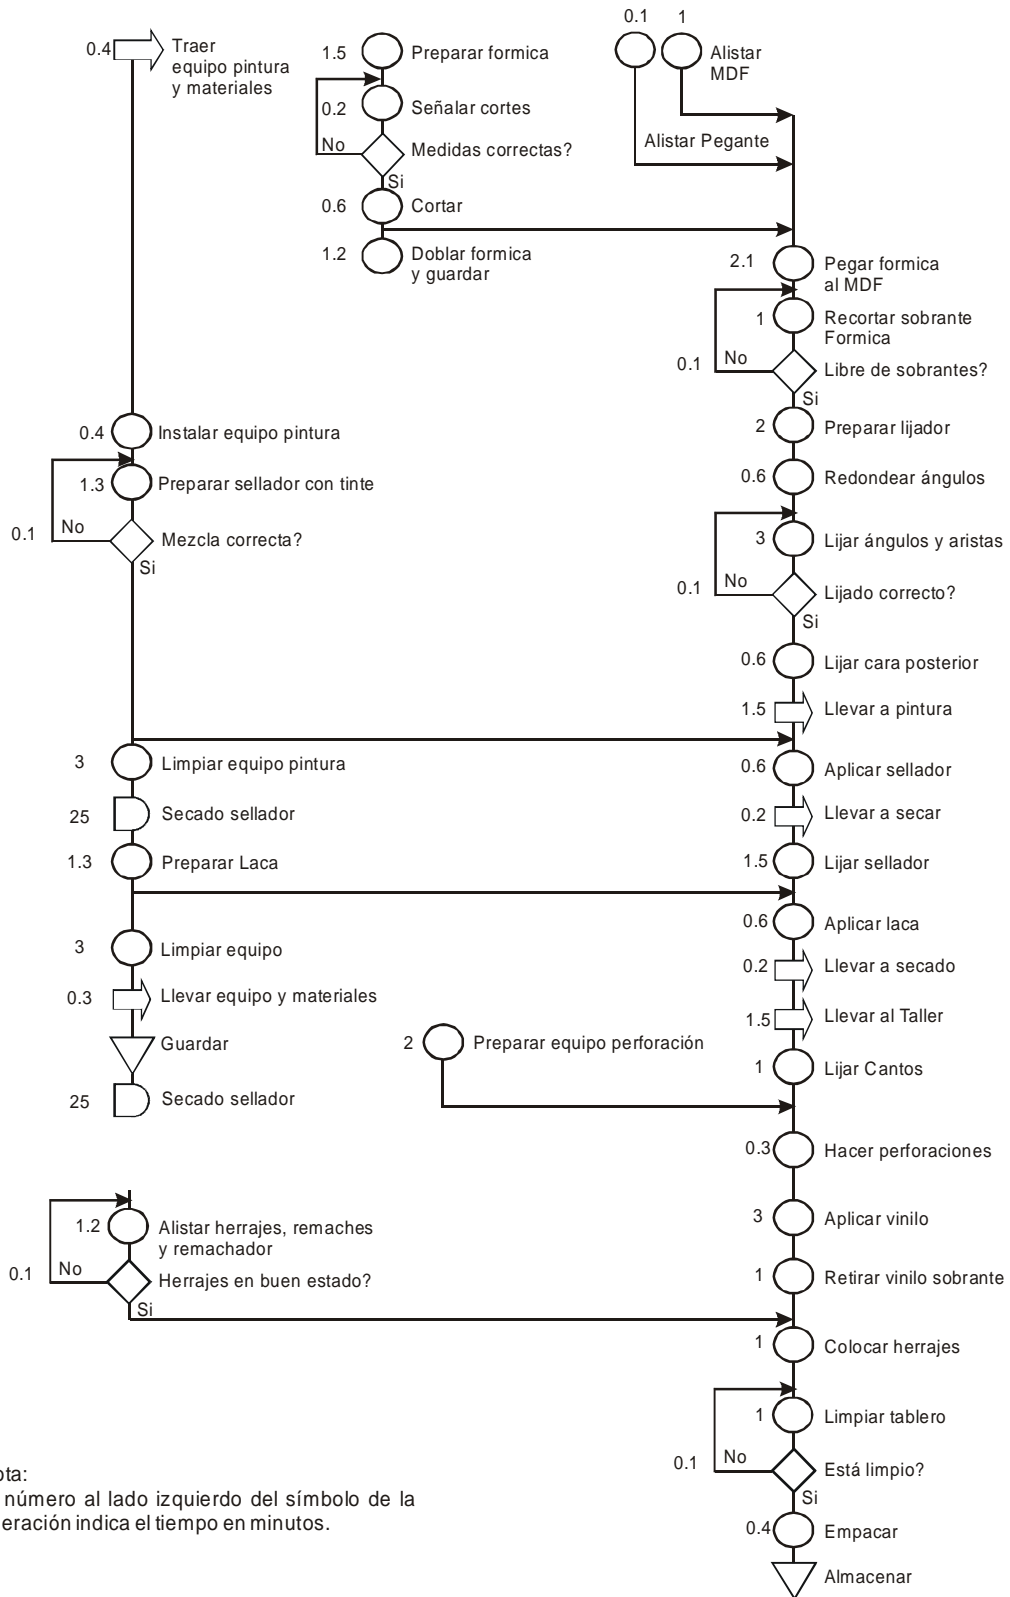 0.4
Traer
equipo pintura
y materiales
1.5
Preparar formica
0.2
Señalar cortes
No
Medidas correctas?
Si
0.6
Cortar
1.2
Doblar formica
y guardar
0.1
1
Alistar
MDF
Alistar Pegante
2.1
Pegar formica
al MDF
1
Recortar sobrante
Formica
0.1
No
Libre de sobrantes?
Si
2
Preparar lijador
0.6
Redondear ángulos
3
Lijar ángulos y aristas
0.1
No
Lijado correcto?
Si
0.6
Lijar cara posterior
1.5
Llevar a pintura
0.4
Instalar equipo pintura
1.3
Preparar sellador con tinte
0.1
No
Mezcla correcta?
Si
3
Limpiar equipo pintura
25
Secado sellador
1.3
Preparar Laca
0.6
Aplicar sellador
0.2
Llevar a secar
1.5
Lijar sellador
0.6
Aplicar laca
0.2
Llevar a secado
1.5
Llevar al Taller
1
Lijar Cantos
3
Limpiar equipo
0.3
Llevar equipo y materiales
Guardar
25
Secado sellador
2
Preparar equipo perforación
0.3
Hacer perforaciones
3
Aplicar vinilo
1
Retirar vinilo sobrante
1.2
Alistar herrajes, remaches
y remachador
0.1
No
Herrajes en buen estado?
Si
1
Colocar herrajes
1
Limpiar tablero
0.1
No
Está limpio?
Si
0.4
Empacar
Almacenar
ota:
número al lado izquierdo del símbolo de la
eración indica el tiempo en minutos.